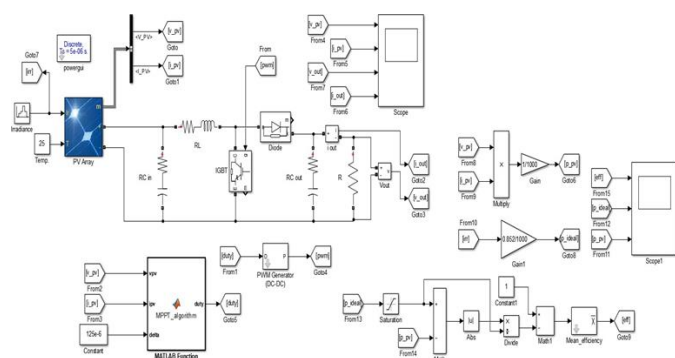 Discrete,
Ts = 5e-06 s.
powergui
<V_PV>
[v_pv]
Goto
<I_PV>
[i_pv]
Goto1
Goto7
[irr]
Irradiance
25
Temp.
m
PV Array
RL
RC in
From
[pwm]
IGBT
Diode
RC out
i out
R
Vout
[i_out]
Goto2
[v_out]
Goto3
[v_pv]
From4
[i_pv]
From5
[v_out]
From7
[i_out]
From6
Scope
[v_pv]
From8
[i_pv]
From9
Multiply
1/1000
Gain
[p_pv]
Goto6
From10
[irr]
0.852/1000
Gain1
[p_ideal]
Goto8
[eff]
From15
[p_ideal]
From12
[p_pv]
From11
Scope1
[duty]
From1
D
P
PWM Generator
(DC-DC)
[pwm]
Goto4
[v_pv]
From2
[i_pv]
From3
125e-6
Constant
vpv
ipv
delta
MPPT_algorithm
duty
MATLAB Function
[duty]
Goto5
[p_ideal]
From13
Saturation
[p_pv]
From14
|u|
Abs
Divide
1
Constant1
Math1
Mean_efficiency
[eff]
Goto9